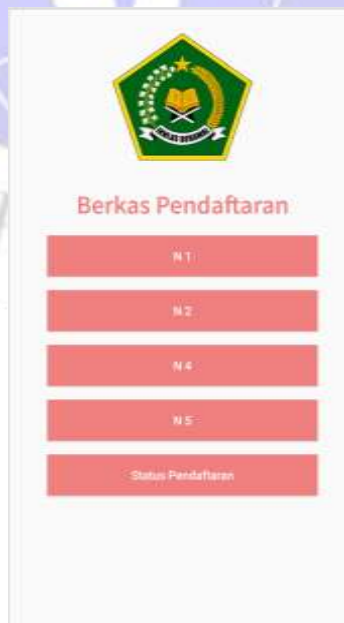 Berkas Pendaftaran
N 1
N 2
N 4
N 5
Status Pendaftaran